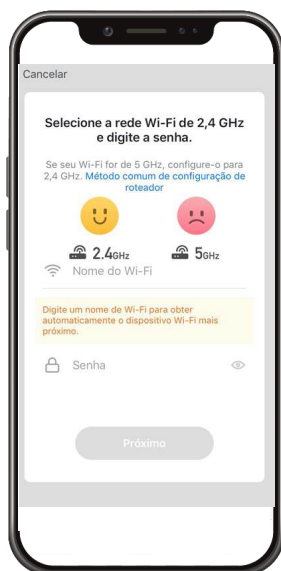 Cancelar
Selecione a rede Wi-Fi de 2,4 GHz
e digite a senha.
Se seu Wi-Fi for de 5 GHz, configure-o para
2,4 GHz. Método comum de configuração de
roteador
2.4GHz
5GHz
Nome do Wi-Fi
Digite um nome de Wi-Fi para obter
automaticamente o dispositivo Wi-Fi mais
próximo.
Senha
Próximo